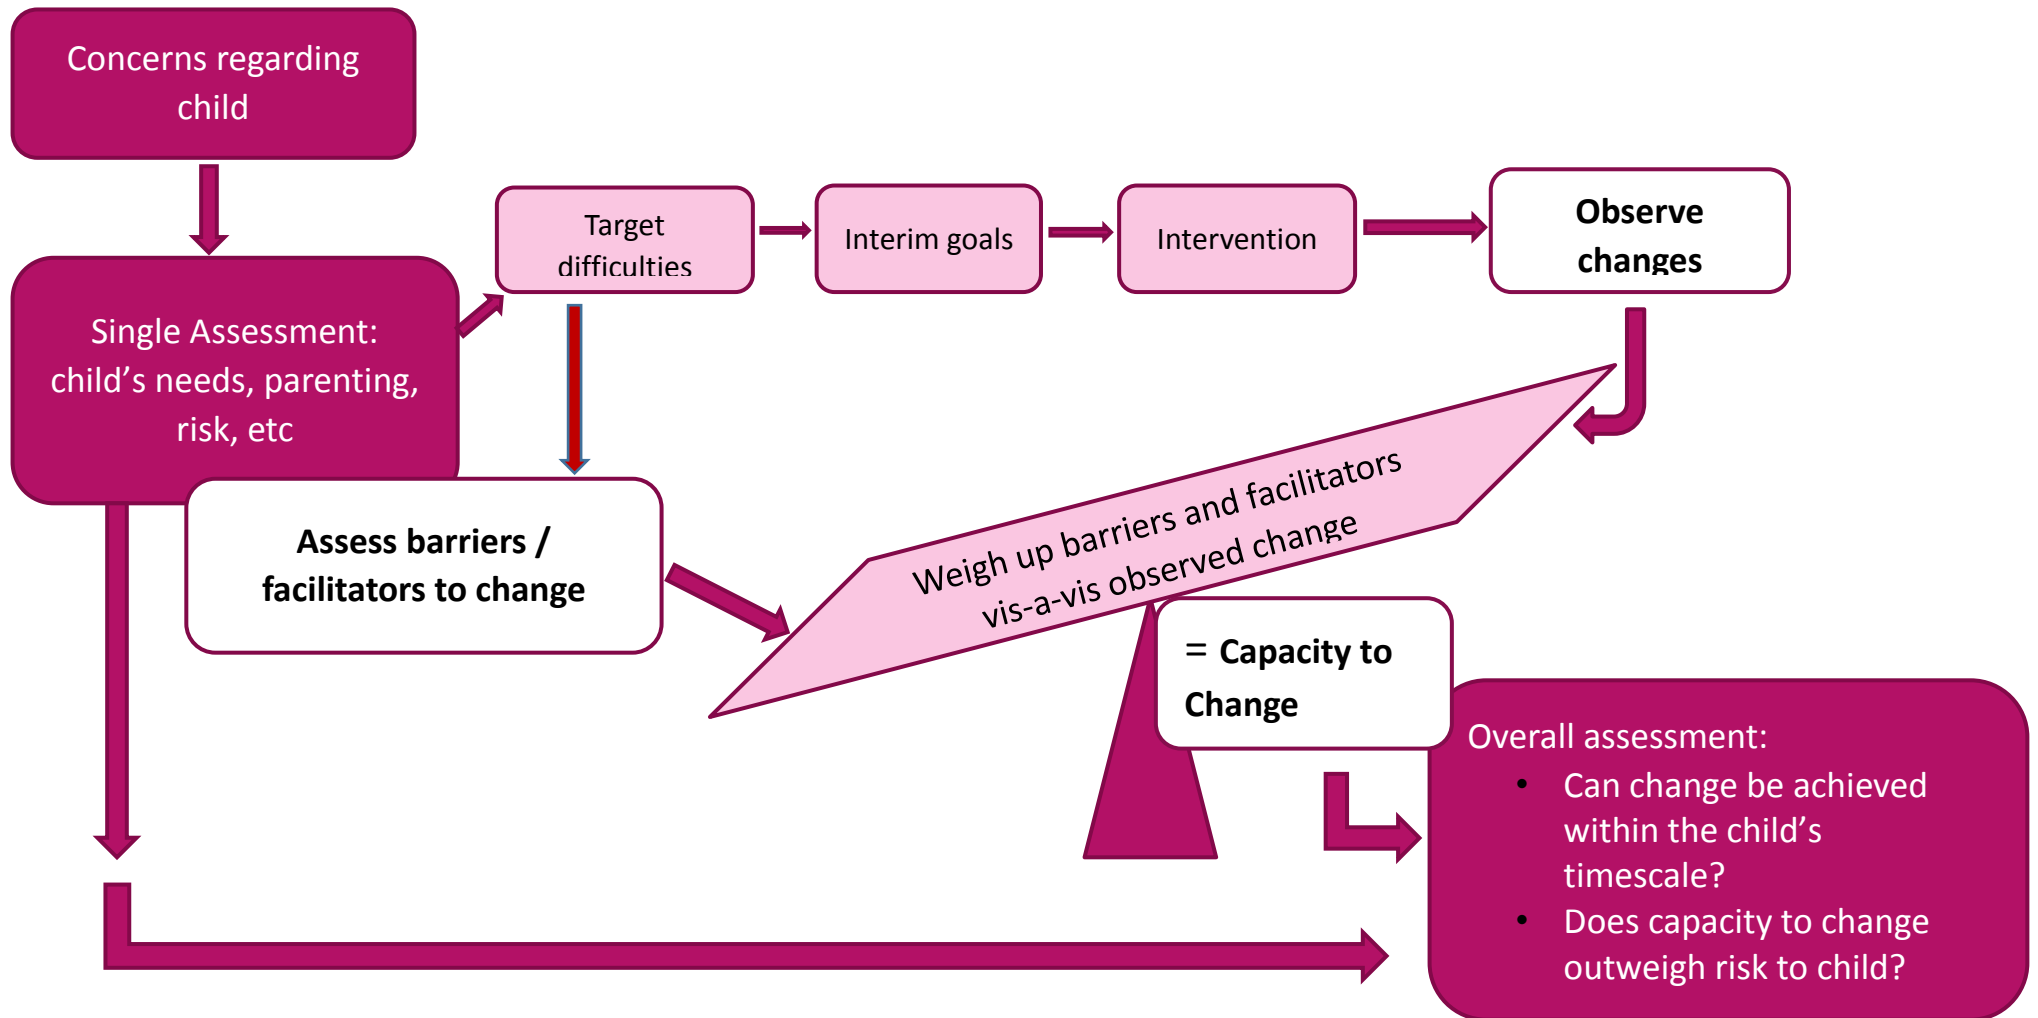 Concerns regarding
child
Single Assessment:
child’s needs, parenting,
risk, etc
Target
difficulties
Interim goals
Intervention
Observe
changes
Assess barriers /
facilitators to change
Weigh up barriers and facilitators
vis-a-vis observed change
= Capacity to
Change
Overall assessment:
• Can change be achieved
within the child’s
timescale?
• Does capacity to change
outweigh risk to child?